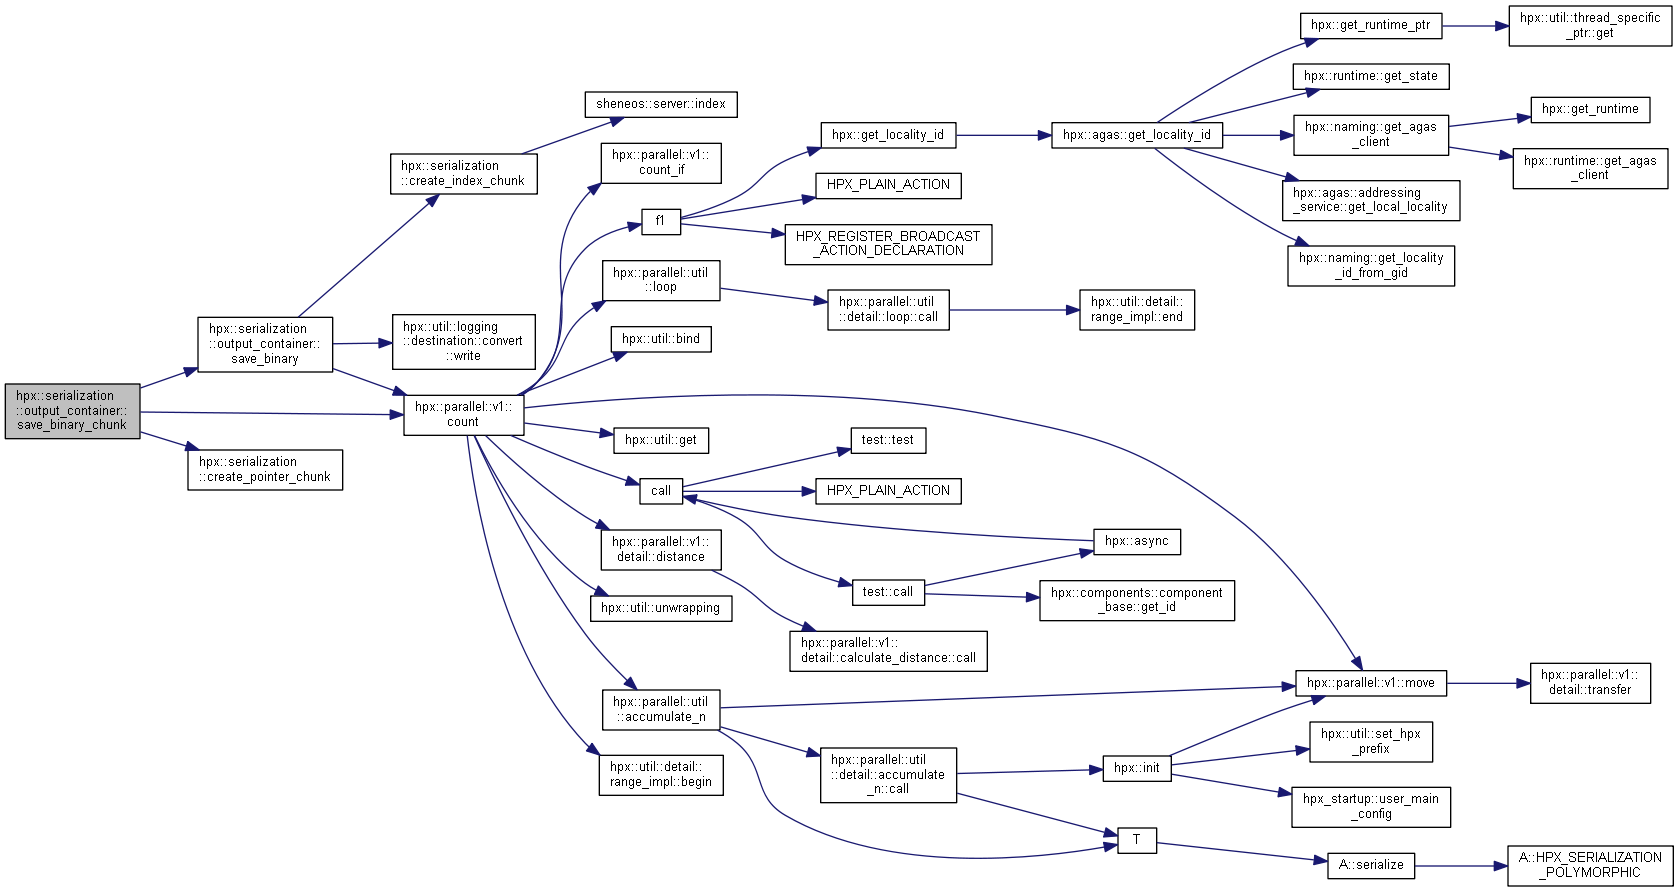 hpx::serialization
::output_container::
save_binary_chunk
hpx::serialization
::output_container::
save_binary
hpx::serialization
::create_pointer_chunk
hpx::serialization
::create_index_chunk
hpx::util::logging
::destination::convert
::write
hpx::parallel::v1::
count
sheneos::server::index
hpx::parallel::v1::
count_if
f1
hpx::parallel::util
::loop
hpx::util::bind
hpx::util::get
call
hpx::parallel::v1::
detail::distance
hpx::util::unwrapping
hpx::parallel::util
::accumulate_n
hpx::util::detail::
range_impl::begin
hpx::get_locality_id
HPX_PLAIN_ACTION
HPX_REGISTER_BROADCAST
_ACTION_DECLARATION
hpx::parallel::util
::detail::loop::call
test::test
HPX_PLAIN_ACTION
test::call
hpx::parallel::v1::
detail::calculate_distance::call
hpx::parallel::util
::detail::accumulate
_n::call
hpx::agas::get_locality_id
hpx::util::detail::
range_impl::end
hpx::async
hpx::components::component
_base::get_id
hpx::init
T
hpx::get_runtime_ptr
hpx::runtime::get_state
hpx::naming::get_agas
_client
hpx::agas::addressing
_service::get_local_locality
hpx::naming::get_locality
_id_from_gid
hpx::parallel::v1::move
hpx::util::set_hpx
_prefix
hpx_startup::user_main
_config
A::serialize
hpx::util::thread_specific
_ptr::get
hpx::get_runtime
hpx::runtime::get_agas
_client
hpx::parallel::v1::
detail::transfer
A::HPX_SERIALIZATION
_POLYMORPHIC